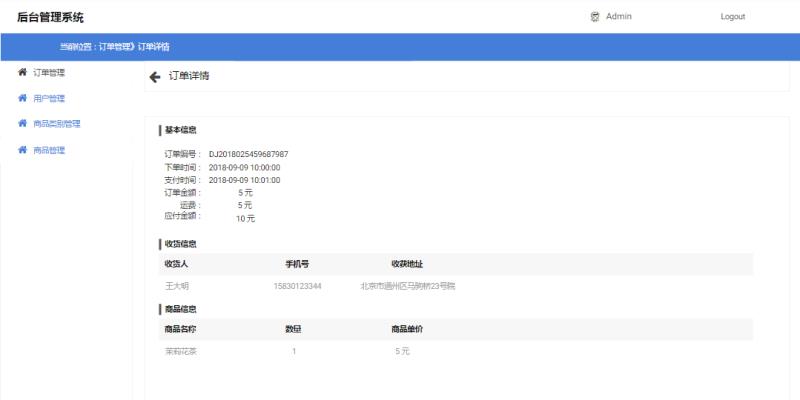 后台管理系统
Admin
Logout
当前位置：订单管理》订单详情
订单管理
用户管理
商品类别管理
商品管理
订单详情
基本信息
订单编号： DJ2018025459687987
下单时间： 2018-09-09 10:00:00
支付时间： 2018-09-09 10:01:00
订单金额： 5 元
运费： 5 元
应付金额： 10 元
收货信息
收货人 手机号 收获地址
王大明 15830123344 北京市通州区马驹桥23号院
商品信息
商品名称 数量 商品单价
茉莉花茶 1 5 元